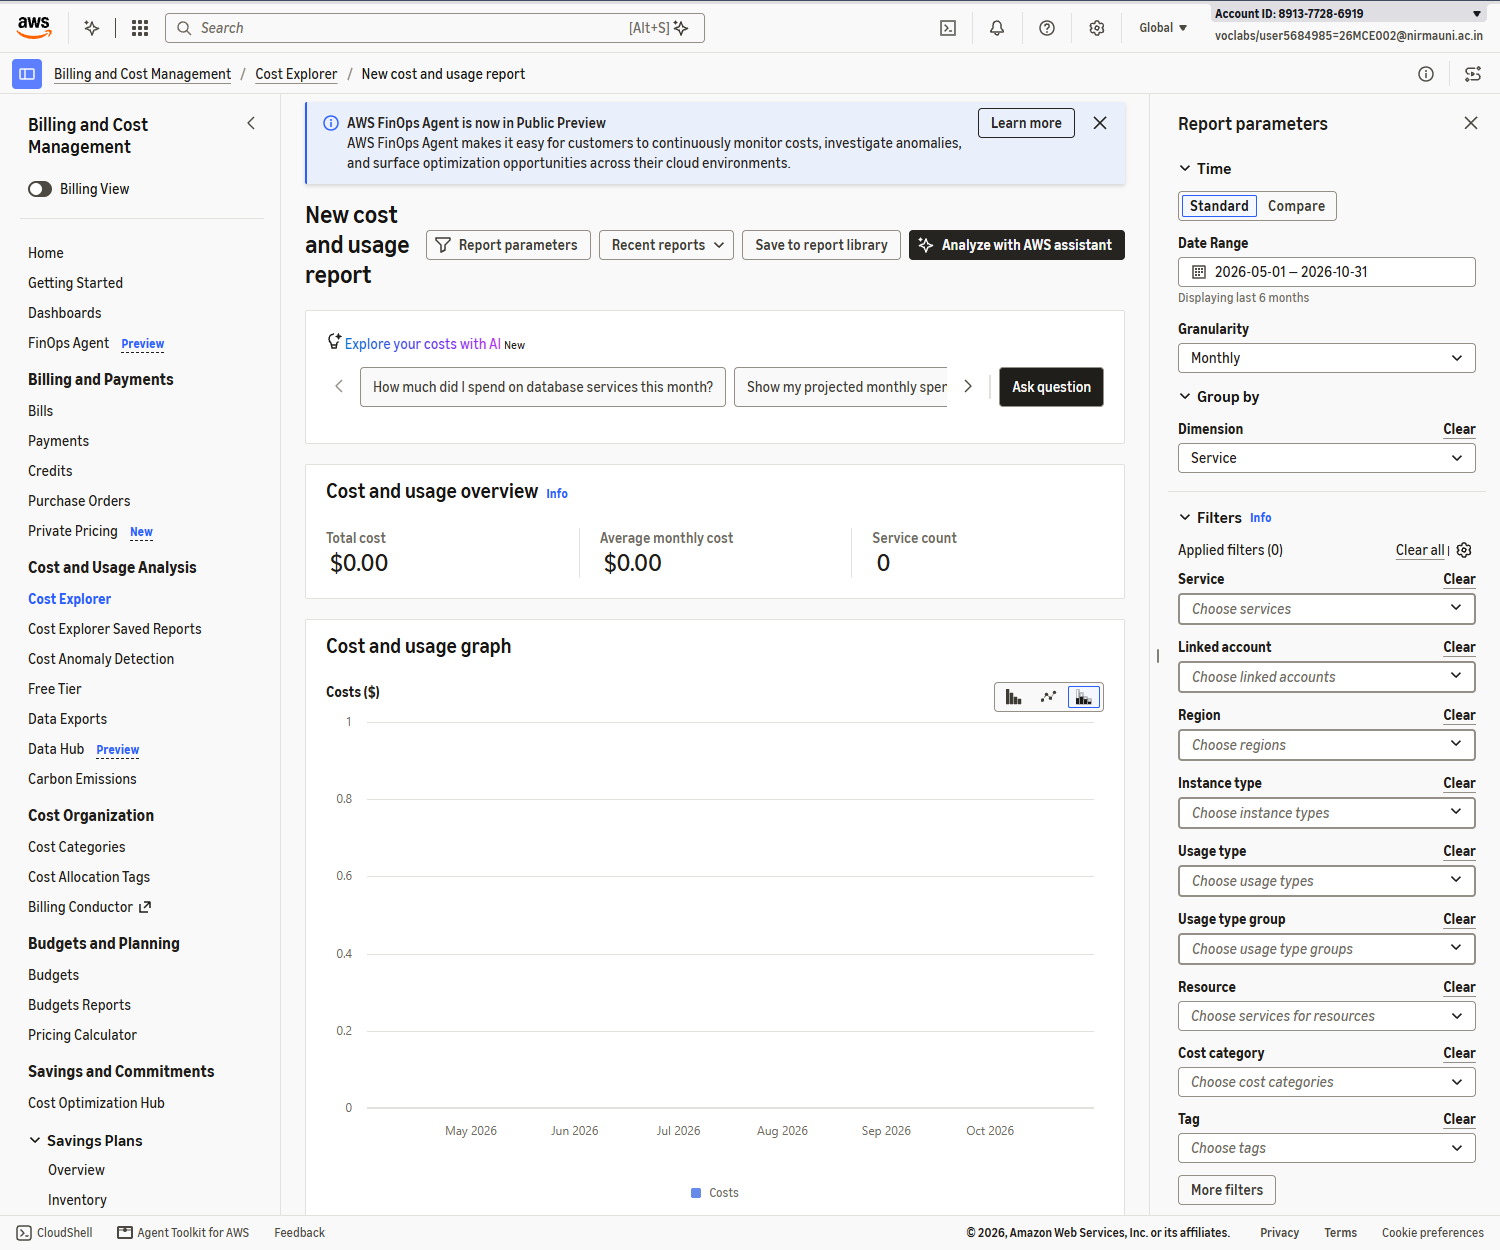 aws
Search
[Alt+S]
Global
Account ID: 8913-7728-6919
voclabs/user5684985=26MCE002@nirmauni.ac.in
Billing and Cost Management / Cost Explorer / New cost and usage report
Billing and Cost
Management
Billing View
Home
Getting Started
Dashboards
FinOps Agent Preview
Billing and Payments
Bills
Payments
Credits
Purchase Orders
Private Pricing New
Cost and Usage Analysis
Cost Explorer
Cost Explorer Saved Reports
Cost Anomaly Detection
Free Tier
Data Exports
Data Hub Preview
Carbon Emissions
Cost Organization
Cost Categories
Cost Allocation Tags
Billing Conductor
Budgets and Planning
Budgets
Budgets Reports
Pricing Calculator
Savings and Commitments
Cost Optimization Hub
Savings Plans
Overview
Inventory
AWS FinOps Agent is now in Public Preview
AWS FinOps Agent makes it easy for customers to continuously monitor costs, investigate anomalies,
and surface optimization opportunities across their cloud environments.
Learn more
New cost
and usage
report
Report parameters
Recent reports
Save to report library
Analyze with AWS assistant
Explore your costs with AI New
How much did I spend on database services this month?
Show my projected monthly sper
Ask question
Cost and usage overview Info
Total cost
$0.00
Average monthly cost
$0.00
Service count
0
Cost and usage graph
Costs ($)
1
0.8
0.6
0.4
0.2
0
May 2026
Jun 2026
Jul 2026
Aug 2026
Sep 2026
Oct 2026
Costs
Report parameters
Time
Standard
Compare
Date Range
2026-05-01 – 2026-10-31
Displaying last 6 months
Granularity
Monthly
Group by
Dimension Clear
Service
Filters Info
Applied filters (0) Clear all
Service Clear
Choose services
Linked account Clear
Choose linked accounts
Region Clear
Choose regions
Instance type Clear
Choose instance types
Usage type Clear
Choose usage types
Usage type group Clear
Choose usage type groups
Resource Clear
Choose services for resources
Cost category Clear
Choose cost categories
Tag Clear
Choose tags
More filters
CloudShell
Agent Toolkit for AWS
Feedback
© 2026, Amazon Web Services, Inc. or its affiliates.
Privacy
Terms
Cookie preferences